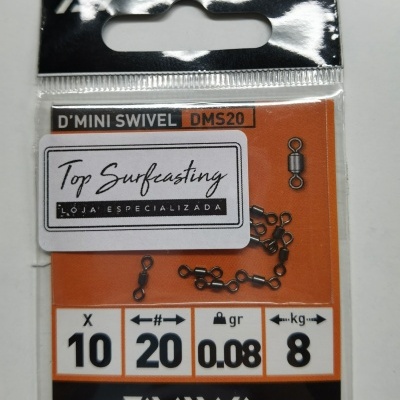 D'MINI SWIVEL DMS20
Top Surfcasting
LOJA ESPECIALIZADA
X # gr kg
10 20 0.08 8